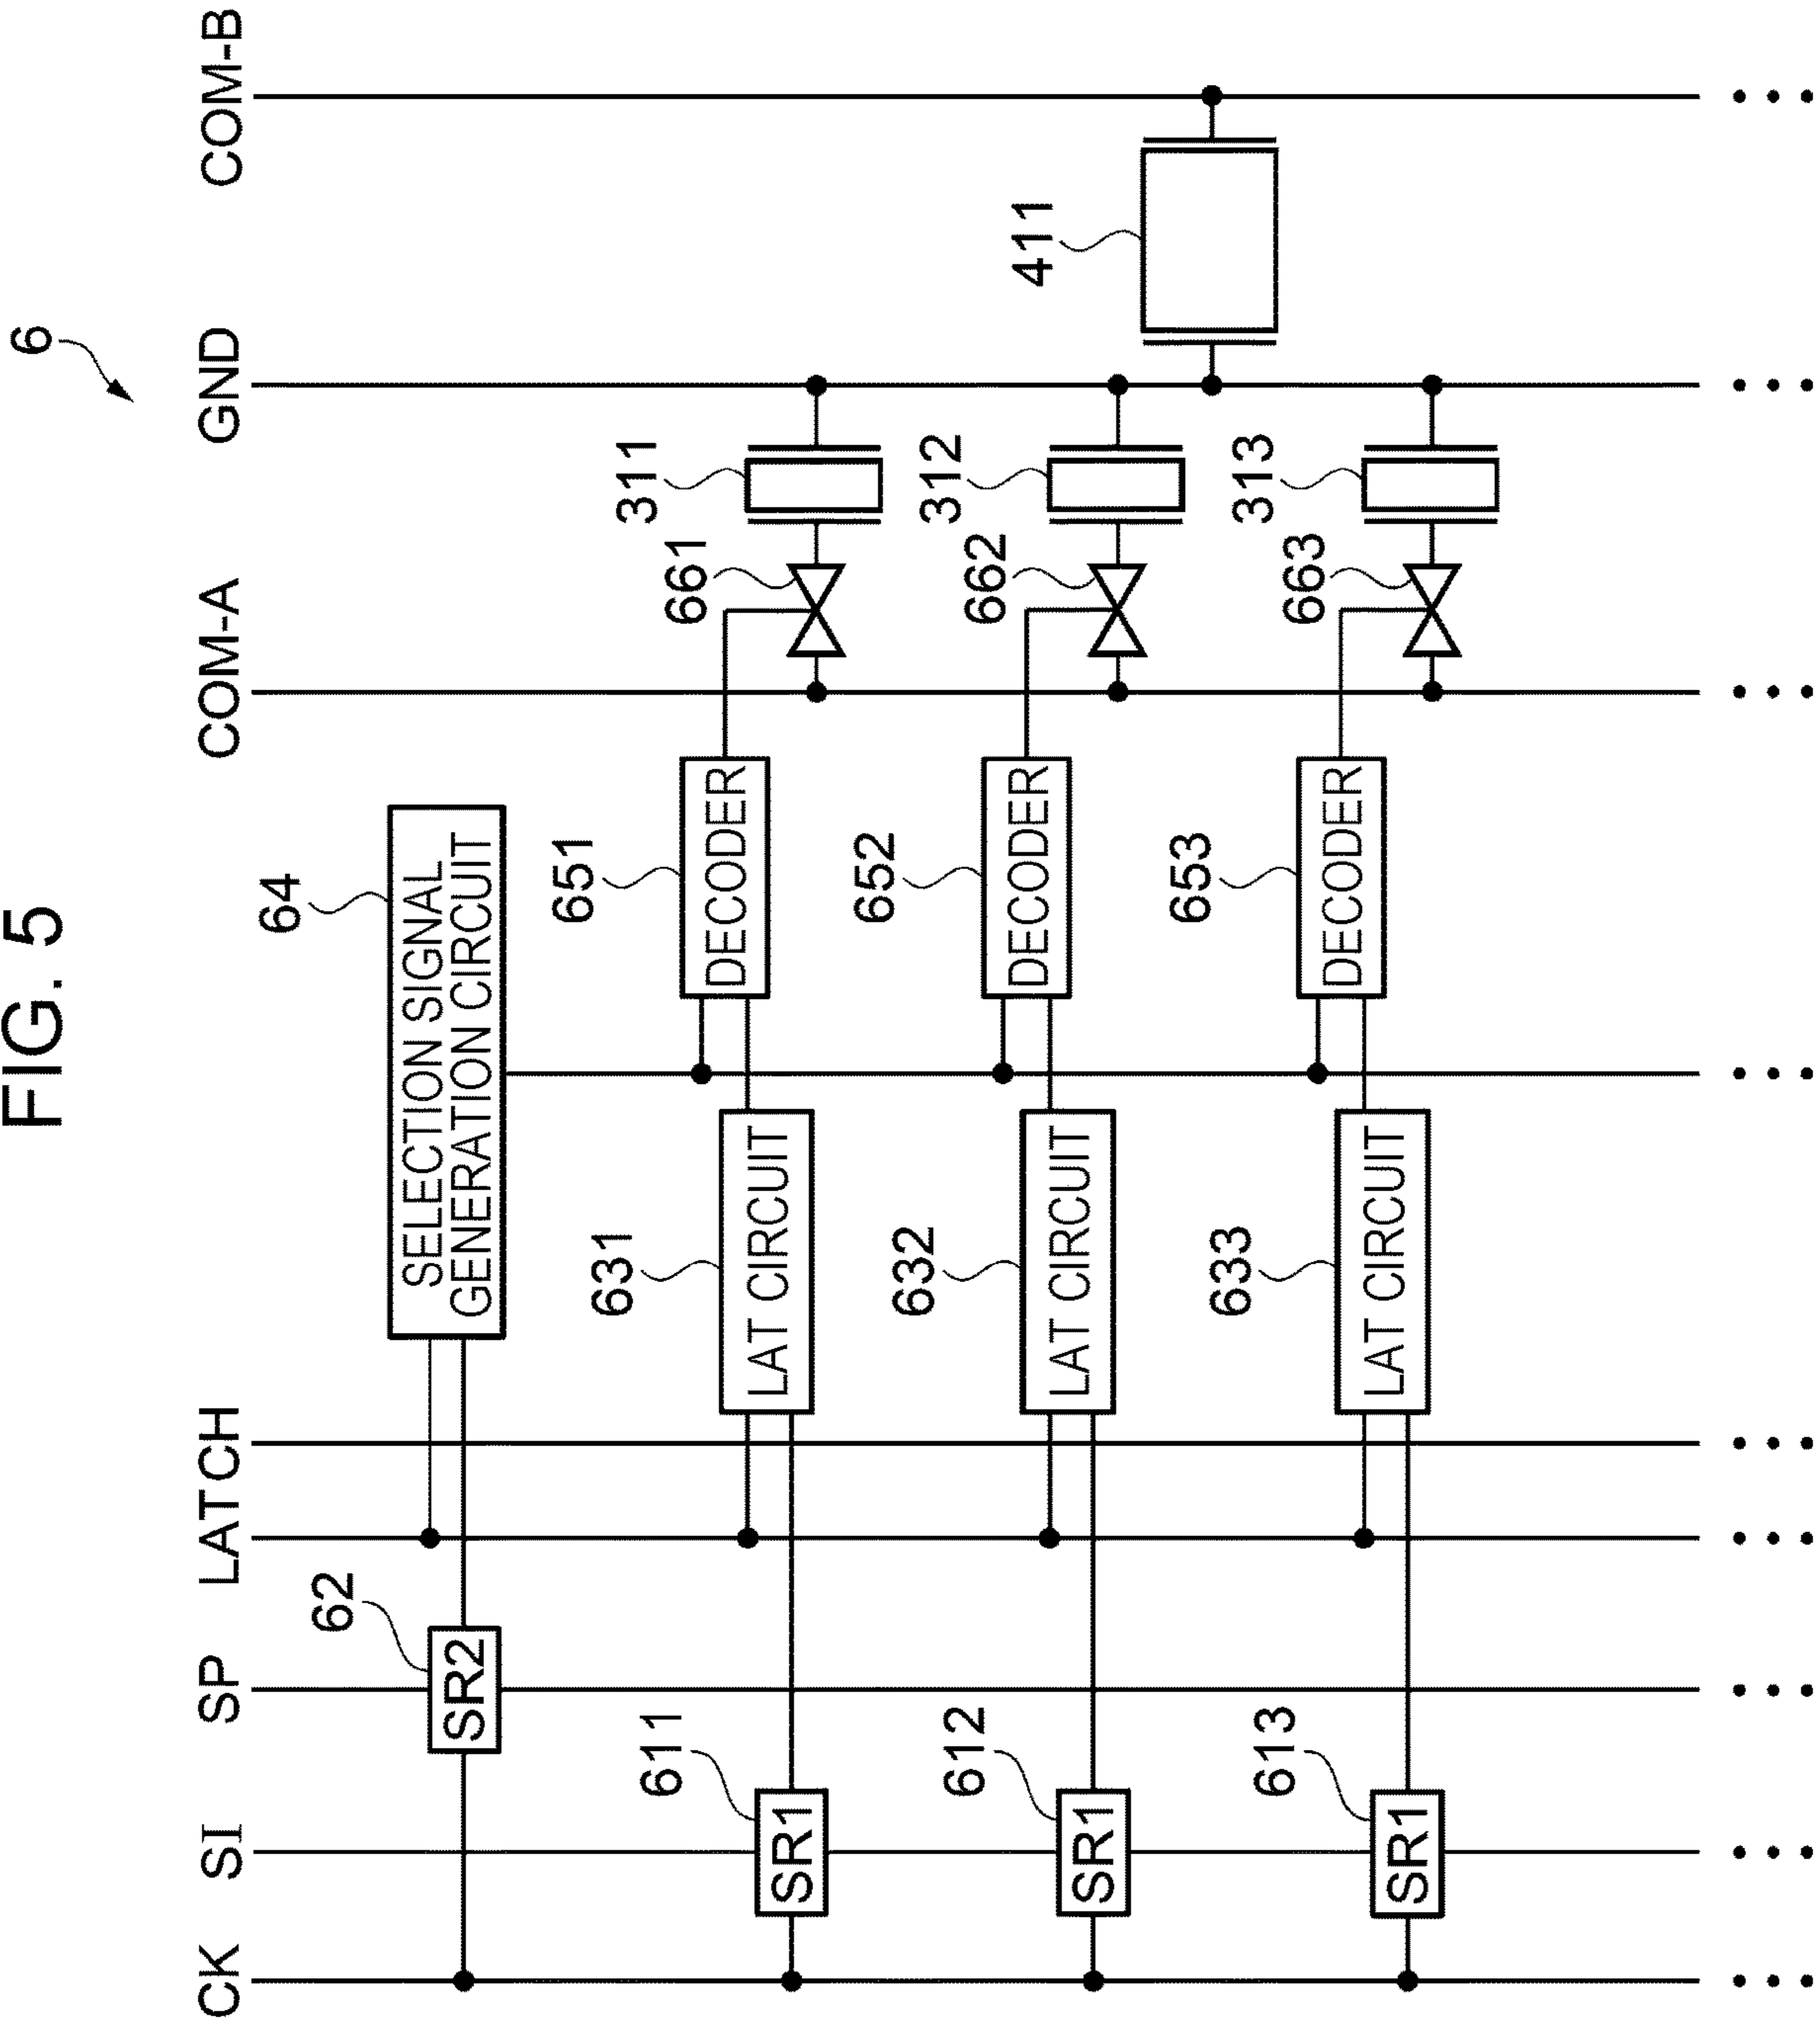 FIG. 5
6
CK SI SP LAT CH COM-A GND COM-B
62
SR2
64
SELECTION SIGNAL
GENERATION CIRCUIT
611
SR1
631
LAT CIRCUIT
651
DECODER
661
311
612
SR1
632
LAT CIRCUIT
652
DECODER
662
312
411
613
SR1
633
LAT CIRCUIT
653
DECODER
663
313